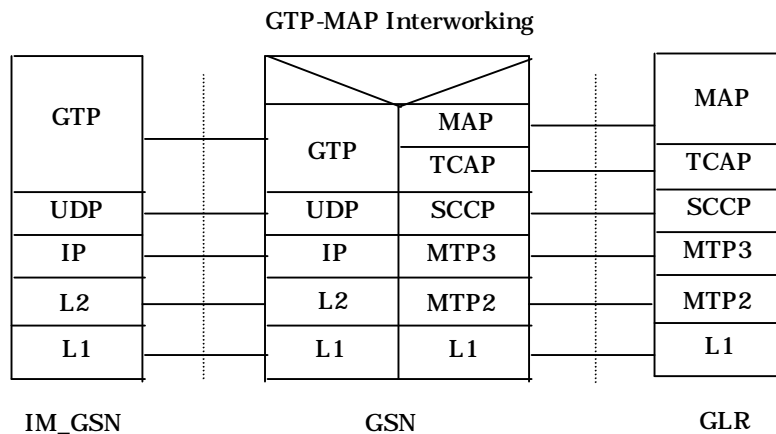 GTP-MAP Interworking
GTP
GTP
MAP
MAP
TCAP
TCAP
UDP
UDP
SCCP
SCCP
IP
IP
MTP3
MTP3
L2
L2
MTP2
MTP2
L1
L1
L1
L1
IM_GSN
GSN
GLR